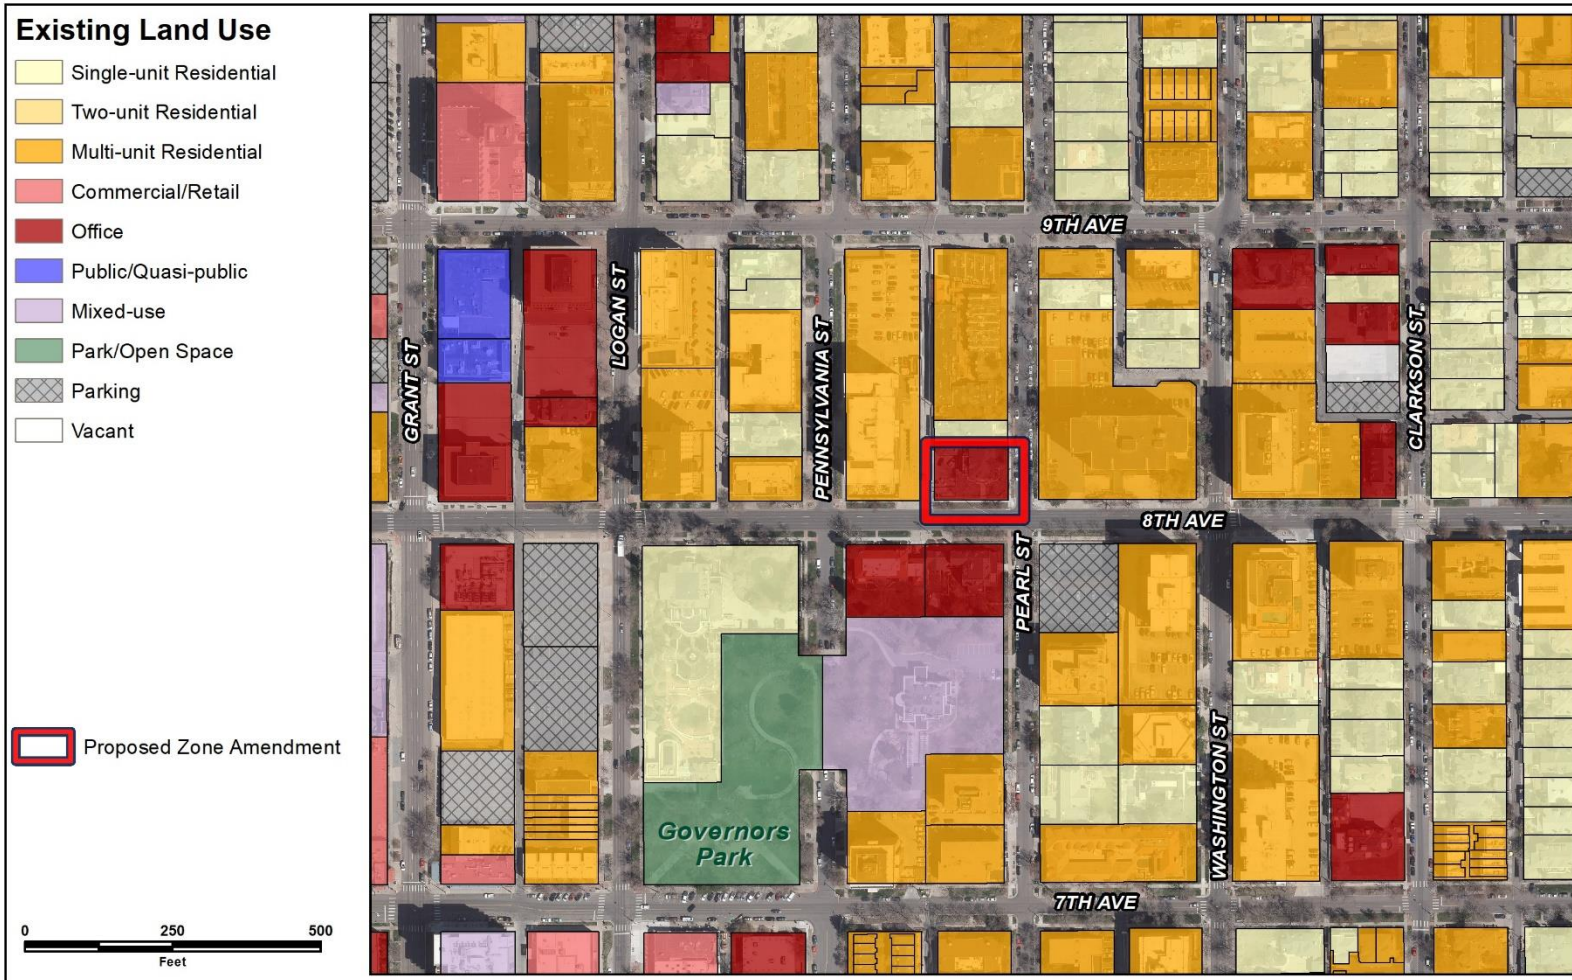 Existing Land Use
Single-unit Residential
Two-unit Residential
Multi-unit Residential
Commercial/Retail
Office
Public/Quasi-public
Mixed-use
Park/Open Space
Parking
Vacant
Proposed Zone Amendment
0 250 500
Feet
9TH AVE
GRANT ST
LOGAN ST
PENNSYLVANIA ST
CLARKSON ST
8TH AVE
PEARL ST
WASHINGTON ST
Governors
Park
7TH AVE